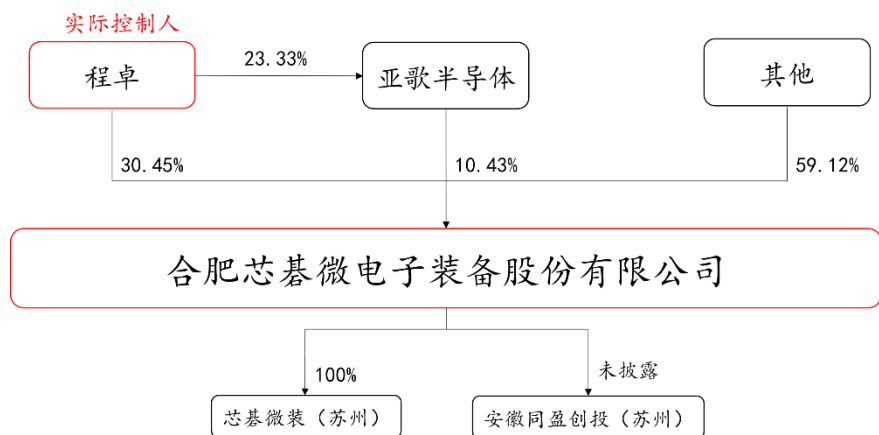 实际控制人
程卓
23.33%
亚歌半导体
其他
30.45%
10.43%
59.12%
合肥芯碁微电子装备股份有限公司
100%
未披露
芯碁微装（苏州）
安徽同盈创投（苏州）